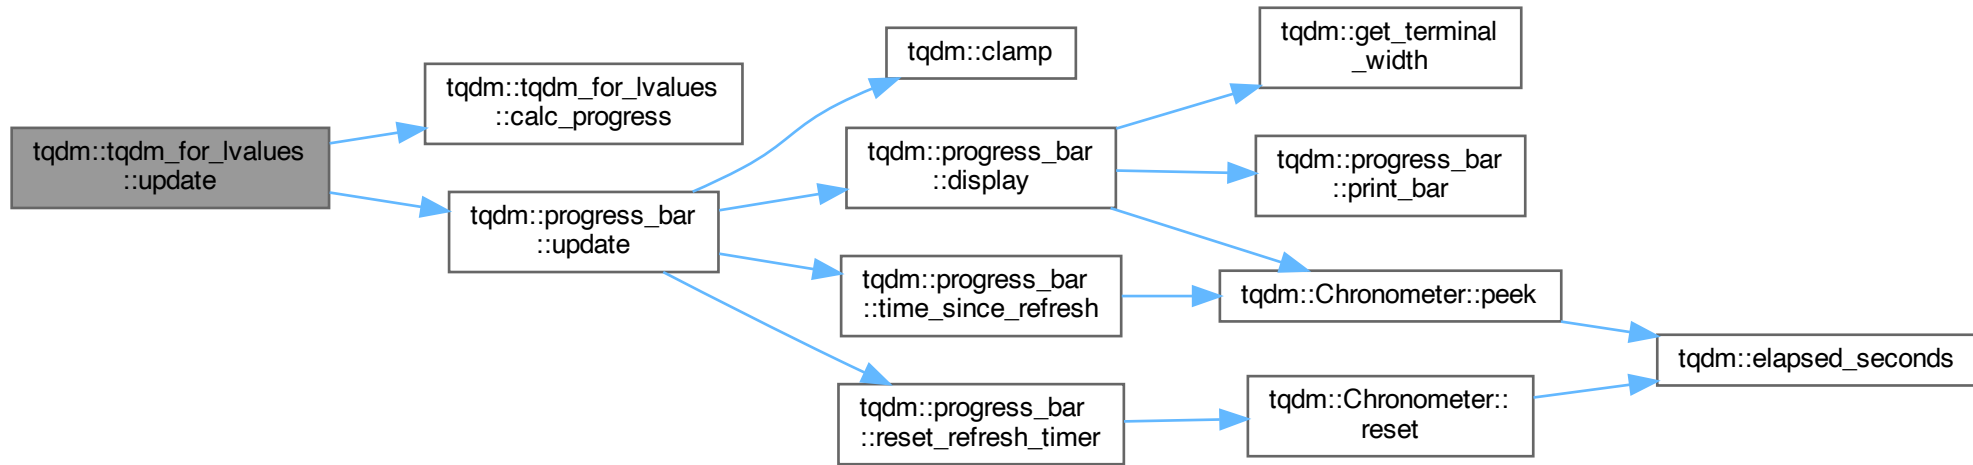 tqdm::tqdm_for_lvalues
::update
tqdm::tqdm_for_lvalues
::calc_progress
tqdm::progress_bar
::update
tqdm::clamp
tqdm::progress_bar
::display
tqdm::progress_bar
::time_since_refresh
tqdm::progress_bar
::reset_refresh_timer
tqdm::get_terminal
_width
tqdm::progress_bar
::print_bar
tqdm::Chronometer::peek
tqdm::Chronometer::
reset
tqdm::elapsed_seconds